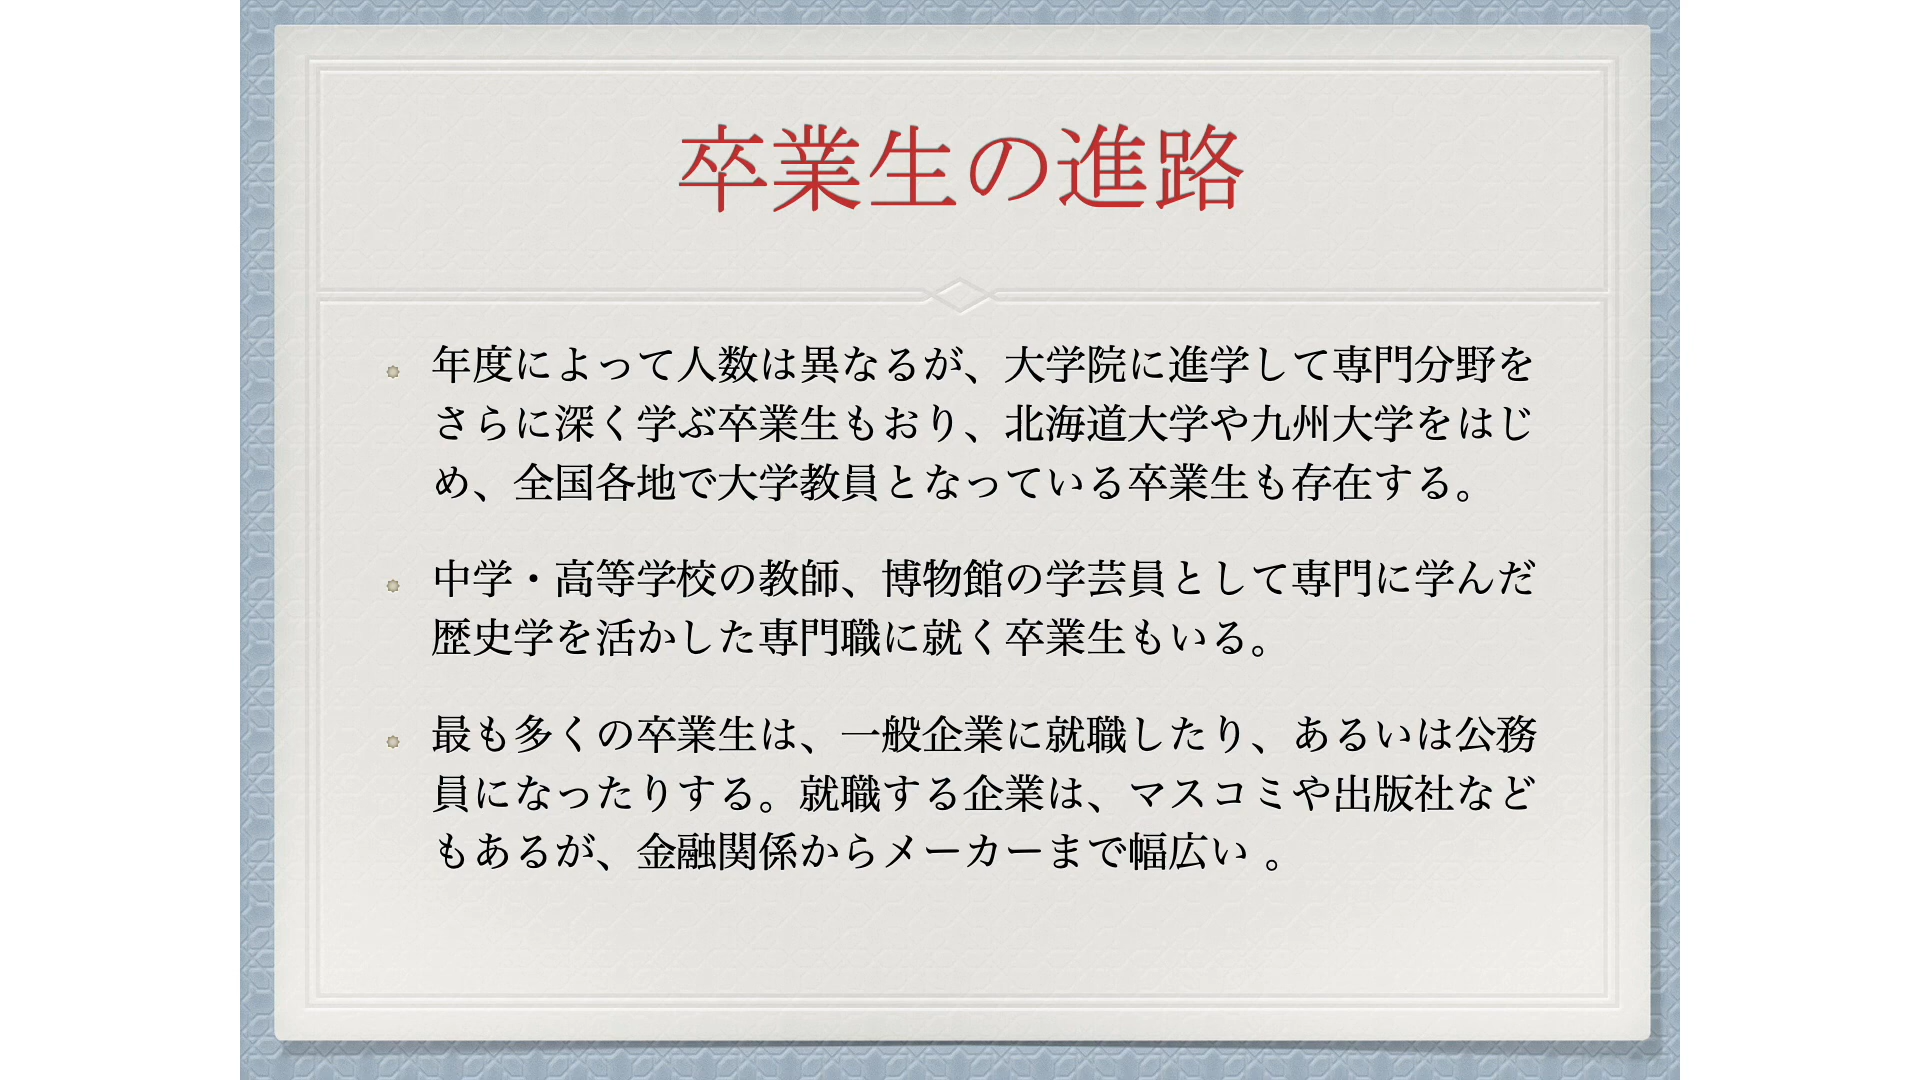 卒業生の進路
年度によって人数は異なるが、大学院に進学して専門分野を
さらに深く学ぶ卒業生もおり、北海道大学や九州大学をはじ
め、全国各地で大学教員となっている卒業生も存在する。
中学・高等学校の教師、博物館の学芸員として専門に学んだ
歴史学を活かした専門職に就く卒業生もいる。
最も多くの卒業生は、一般企業に就職したり、あるいは公務
員になったりする。就職する企業は、マスコミや出版社など
もあるが、金融関係からメーカーまで幅広い 。